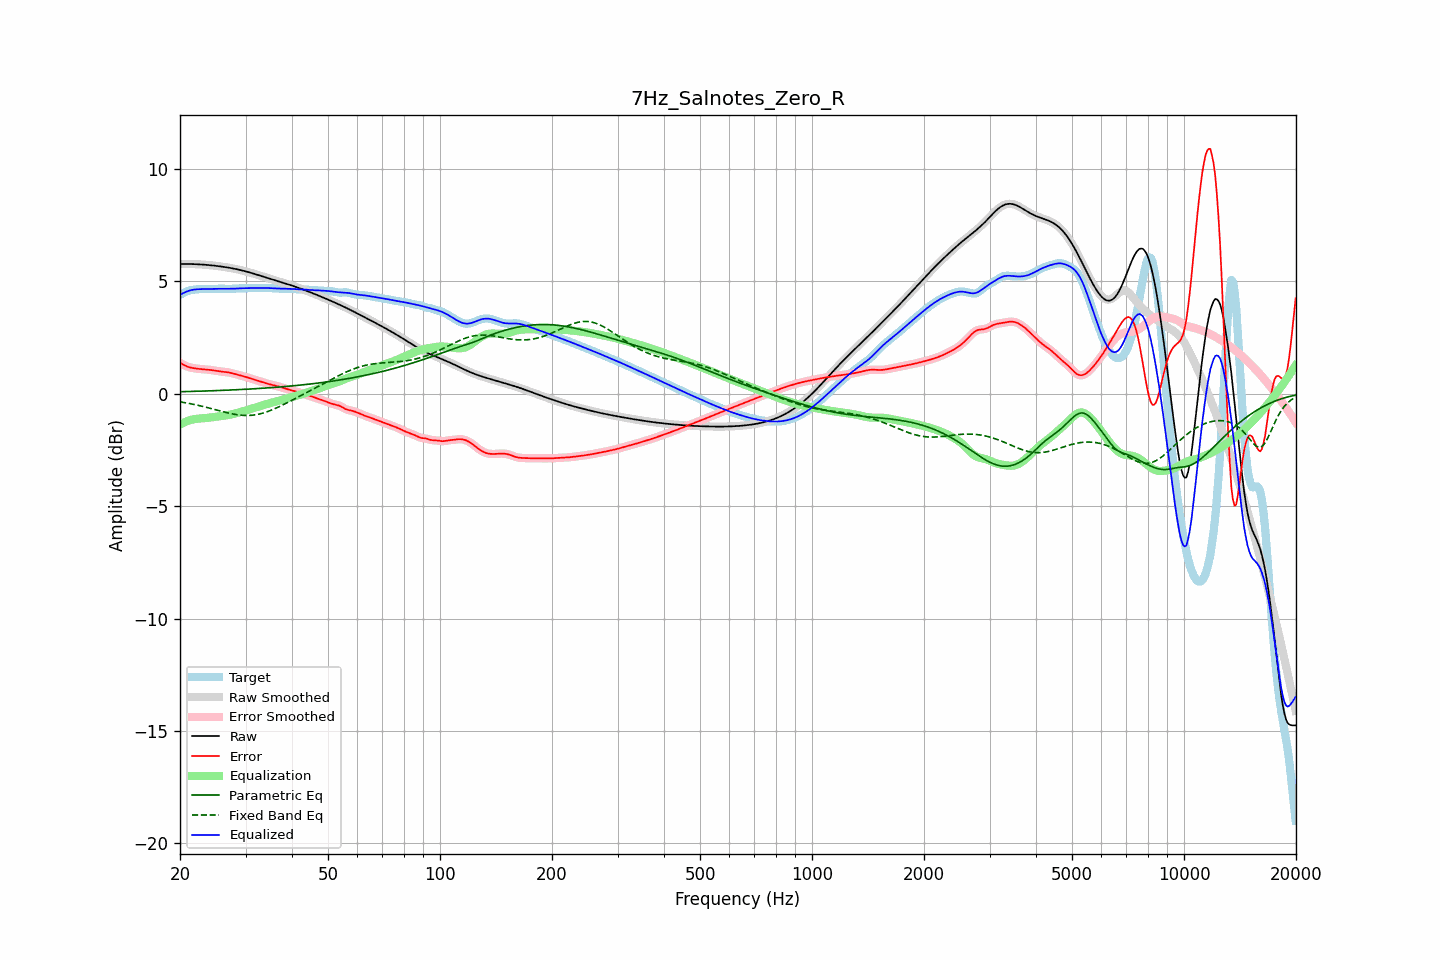 7Hz_Salnotes_Zero_R
Amplitude (dBr)
10
5
0
−5
−10
−15
−20
Target
Raw Smoothed
Error Smoothed
Raw
Error
Equalization
Parametric Eq
Fixed Band Eq
Equalized
20 50 100 200 500 1000 2000 5000 10000 20000
Frequency (Hz)